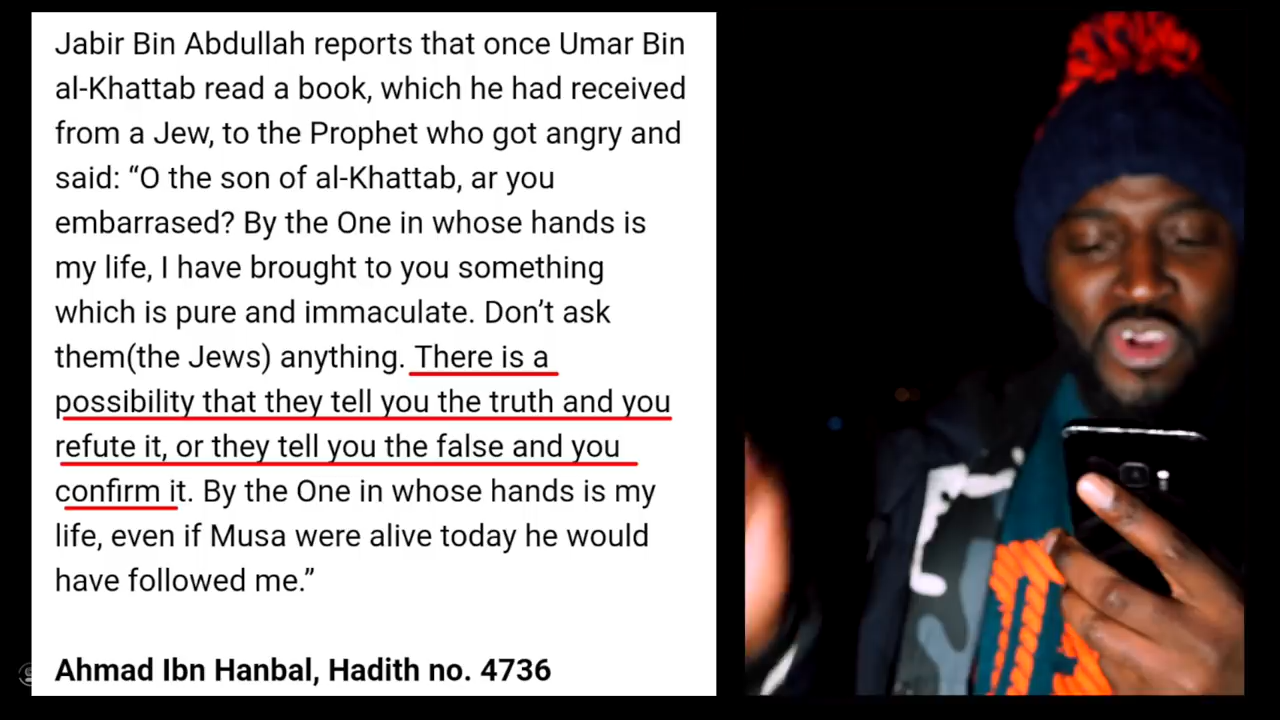 Jabir Bin Abdullah reports that once Umar Bin
al-Khattab read a book, which he had received
from a Jew, to the Prophet who got angry and
said: “O the son of al-Khattab, ar you
embarrased? By the One in whose hands is
my life, I have brought to you something
which is pure and immaculate. Don’t ask
them(the Jews) anything. There is a
possibility that they tell you the truth and you
refute it, or they tell you the false and you
confirm it. By the One in whose hands is my
life, even if Musa were alive today he would
have followed me.”
Ahmad Ibn Hanbal, Hadith no. 4736